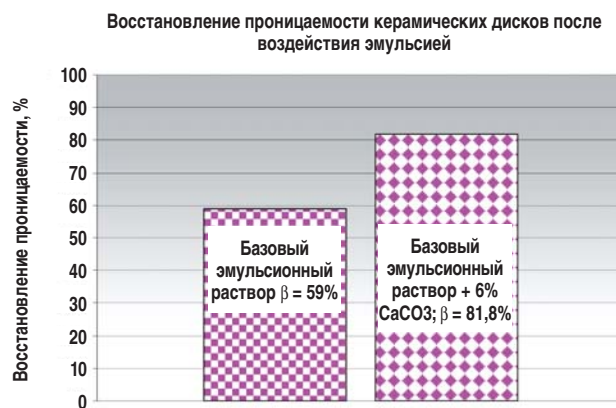 Восстановление проницаемости керамических дисков после
воздействия эмульсией
Восстановление проницаемости, %
100
90
80
70
60
50
40
30
20
10
0
Базовый
эмульсионный
раствор β = 59%
Базовый
эмульсионный
раствор + 6%
CaCO3; β = 81,8%